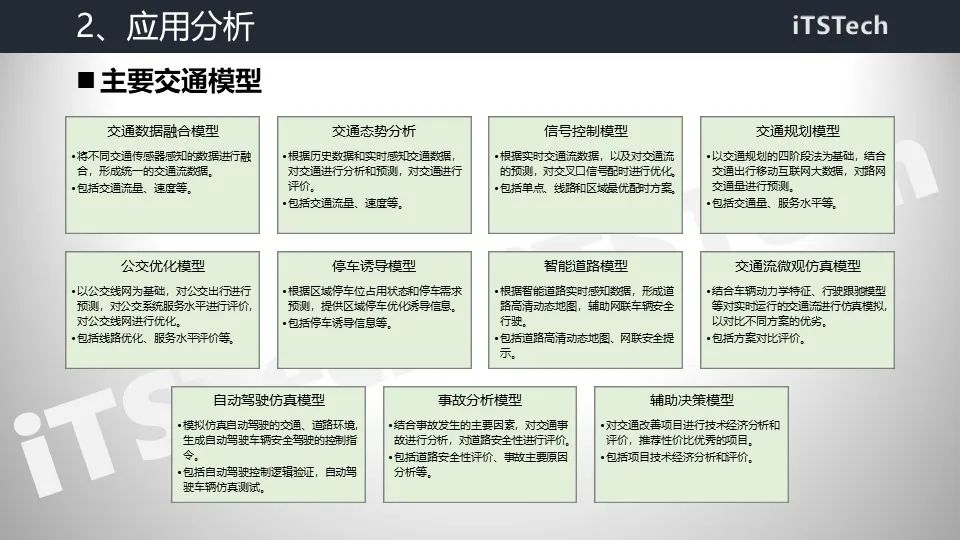 2、应用分析
iTSTech
■ 主要交通模型
交通数据融合模型
•将不同交通传感器感知的数据进行融
合，形成统一的交通流数据。
•包括交通流量、速度等。
交通态势分析
•根据历史数据和实时感知交通数据，
对交通进行分析和预测，对交通进行
评价。
•包括交通流量、速度等。
信号控制模型
•根据实时交通流数据，以及对交通流
的预测，对交叉口信号配时进行优化。
•包括单点、线路和区域最优配时方案。
交通规划模型
•以交通规划的四阶段法为基础，结合
交通出行移动互联网大数据，对路网
交通量进行预测。
•包括交通量、服务水平等。
公交优化模型
•以公交线网为基础，对公交出行进行
预测，对公交系统服务水平进行评价，
对公交线网进行优化。
•包括线路优化、服务水平评价等。
停车诱导模型
•根据区域停车位占用状态和停车需求
预测，提供区域停车优化诱导信息。
•包括停车诱导信息等。
智能道路模型
•根据智能道路实时感知数据，形成道
路高清动态地图，辅助网联车辆安全
行驶。
•包括道路高清动态地图、网联安全提
示。
交通流微观仿真模型
•结合车辆动力学特征、行驶跟驰模型
等对实时运行的交通流进行仿真模拟，
以对比不同方案的优劣。
•包括方案对比评价。
自动驾驶仿真模型
•模拟仿真自动驾驶的交通、道路环境，
生成自动驾驶车辆安全驾驶的控制指
令。
•包括自动驾驶控制逻辑验证，自动驾
驶车辆仿真测试。
事故分析模型
•结合事故发生的主要因素，对交通事
故进行分析，对道路安全性进行评价。
•包括道路安全性评价、事故主要原因
分析等。
辅助决策模型
•对交通改善项目进行技术经济分析和
评价，推荐性价比优秀的项目。
•包括项目技术经济分析和评价。